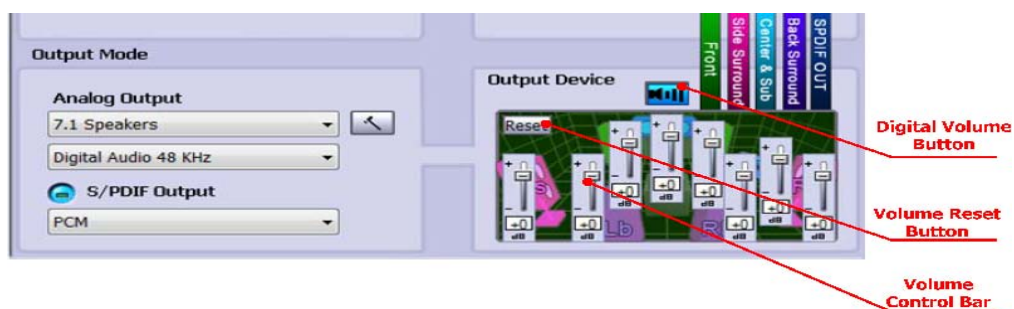 Output Mode
Analog Output
7.1 Speakers
Digital Audio 48 KHz
S/PDIF Output
PCM
Output Device
Front
Side Surround
Center & Sub
Back Surround
SPDIF OUT
Reset
+0
dB
+0
dB
+0
dB
+0
dB
+0
dB
+0
dB
+0
dB
+0
dB
Lb
Digital Volume
Button
Volume Reset
Button
Volume
Control Bar